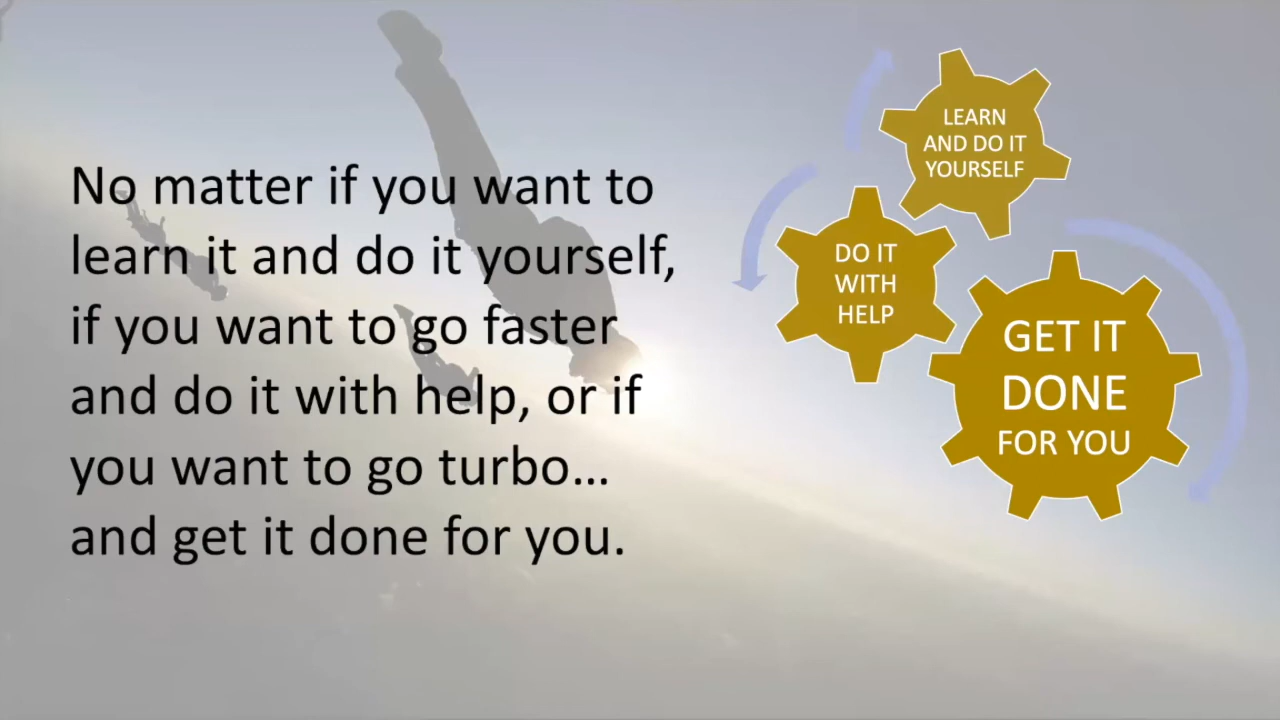 No matter if you want to
learn it and do it yourself,
if you want to go faster
and do it with help, or if
you want to go turbo...
and get it done for you.
LEARN
AND DO IT
YOURSELF
DO IT
WITH
HELP
GET IT
DONE
FOR YOU